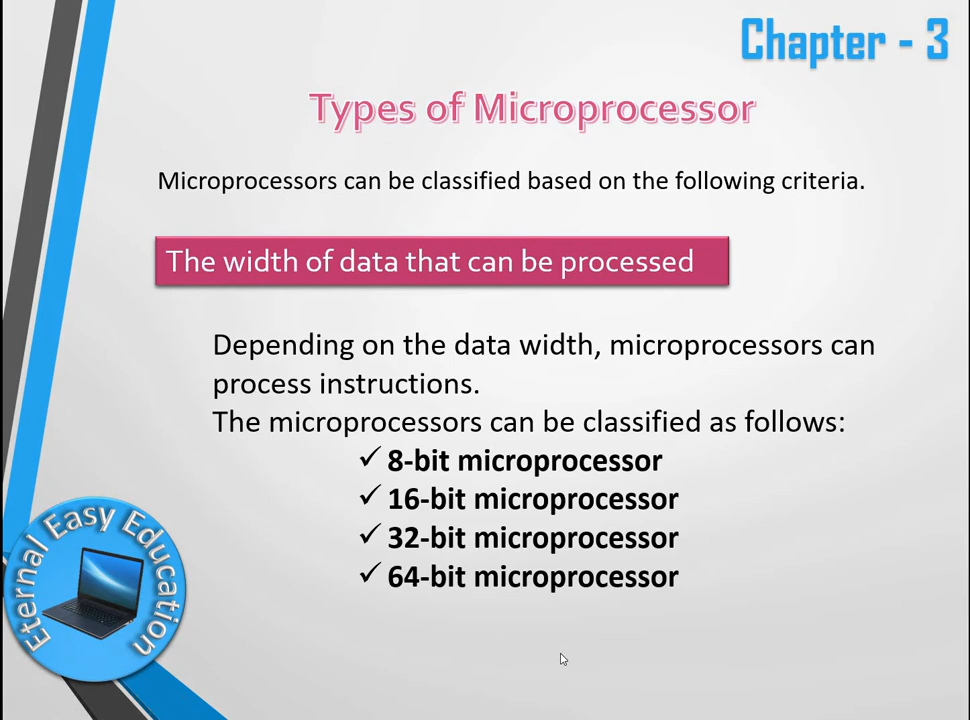 Chapter - 3
Types of Microprocessor
Microprocessors can be classified based on the following criteria.
The width of data that can be processed
Depending on the data width, microprocessors can
process instructions.
The microprocessors can be classified as follows:
✓ 8-bit microprocessor
✓ 16-bit microprocessor
✓ 32-bit microprocessor
✓ 64-bit microprocessor
Eternal Easy Education